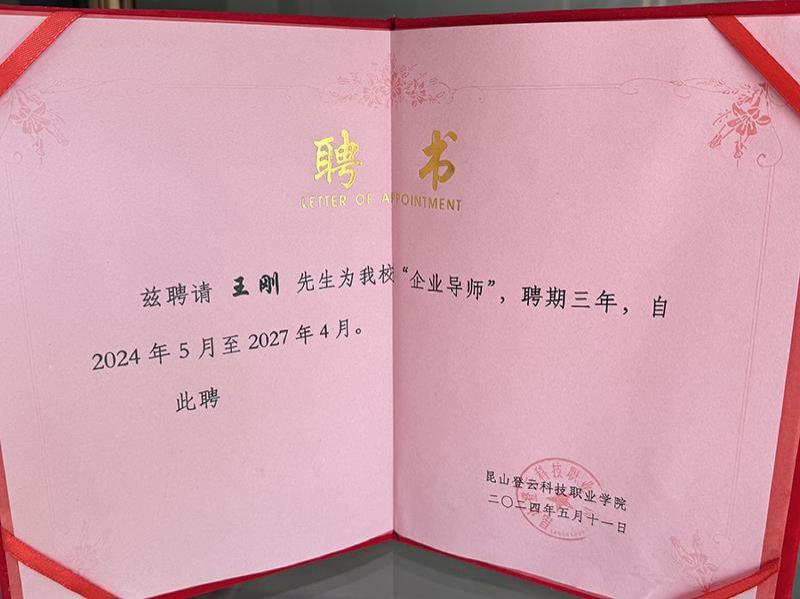 聘书
LETTER OF APPOINTMENT
兹聘请 王刚 先生为我校“企业导师”，聘期三年，自
2024年5月至2027年4月。
此聘
昆山登云科技职业学院
二〇二四年五月十一日